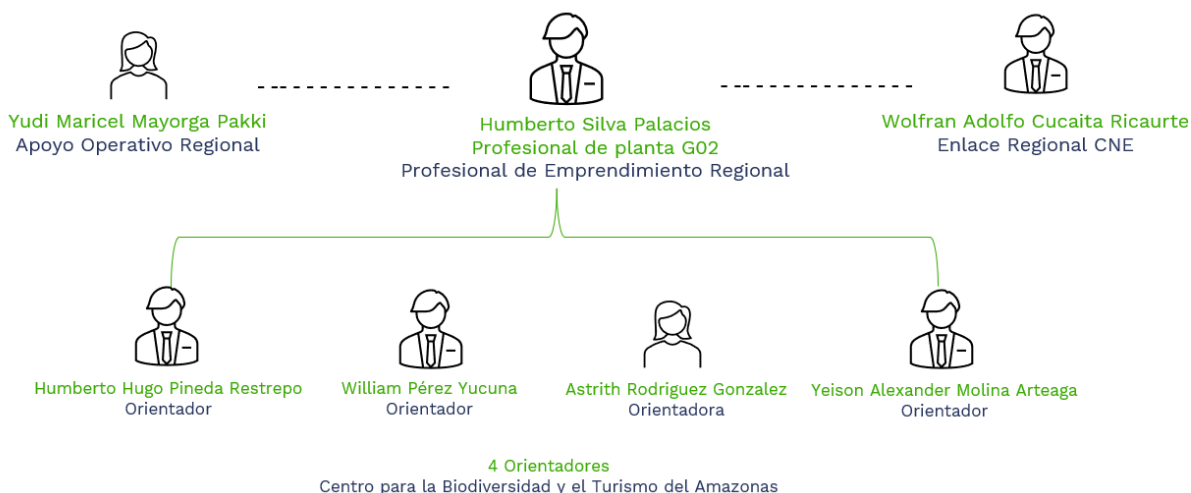 Yudi Maricel Mayorga Pakki
Apoyo Operativo Regional
Humberto Silva Palacios
Profesional de planta G02
Profesional de Emprendimiento Regional
Wolfran Adolfo Cucaita Ricaurte
Enlace Regional CNE
Humberto Hugo Pineda Restrepo
Orientador
William Pérez Yucuna
Orientador
Astrith Rodriguez Gonzalez
Orientadora
Yeison Alexander Molina Arteaga
Orientador
4 Orientadores
Centro para la Biodiversidad y el Turismo del Amazonas